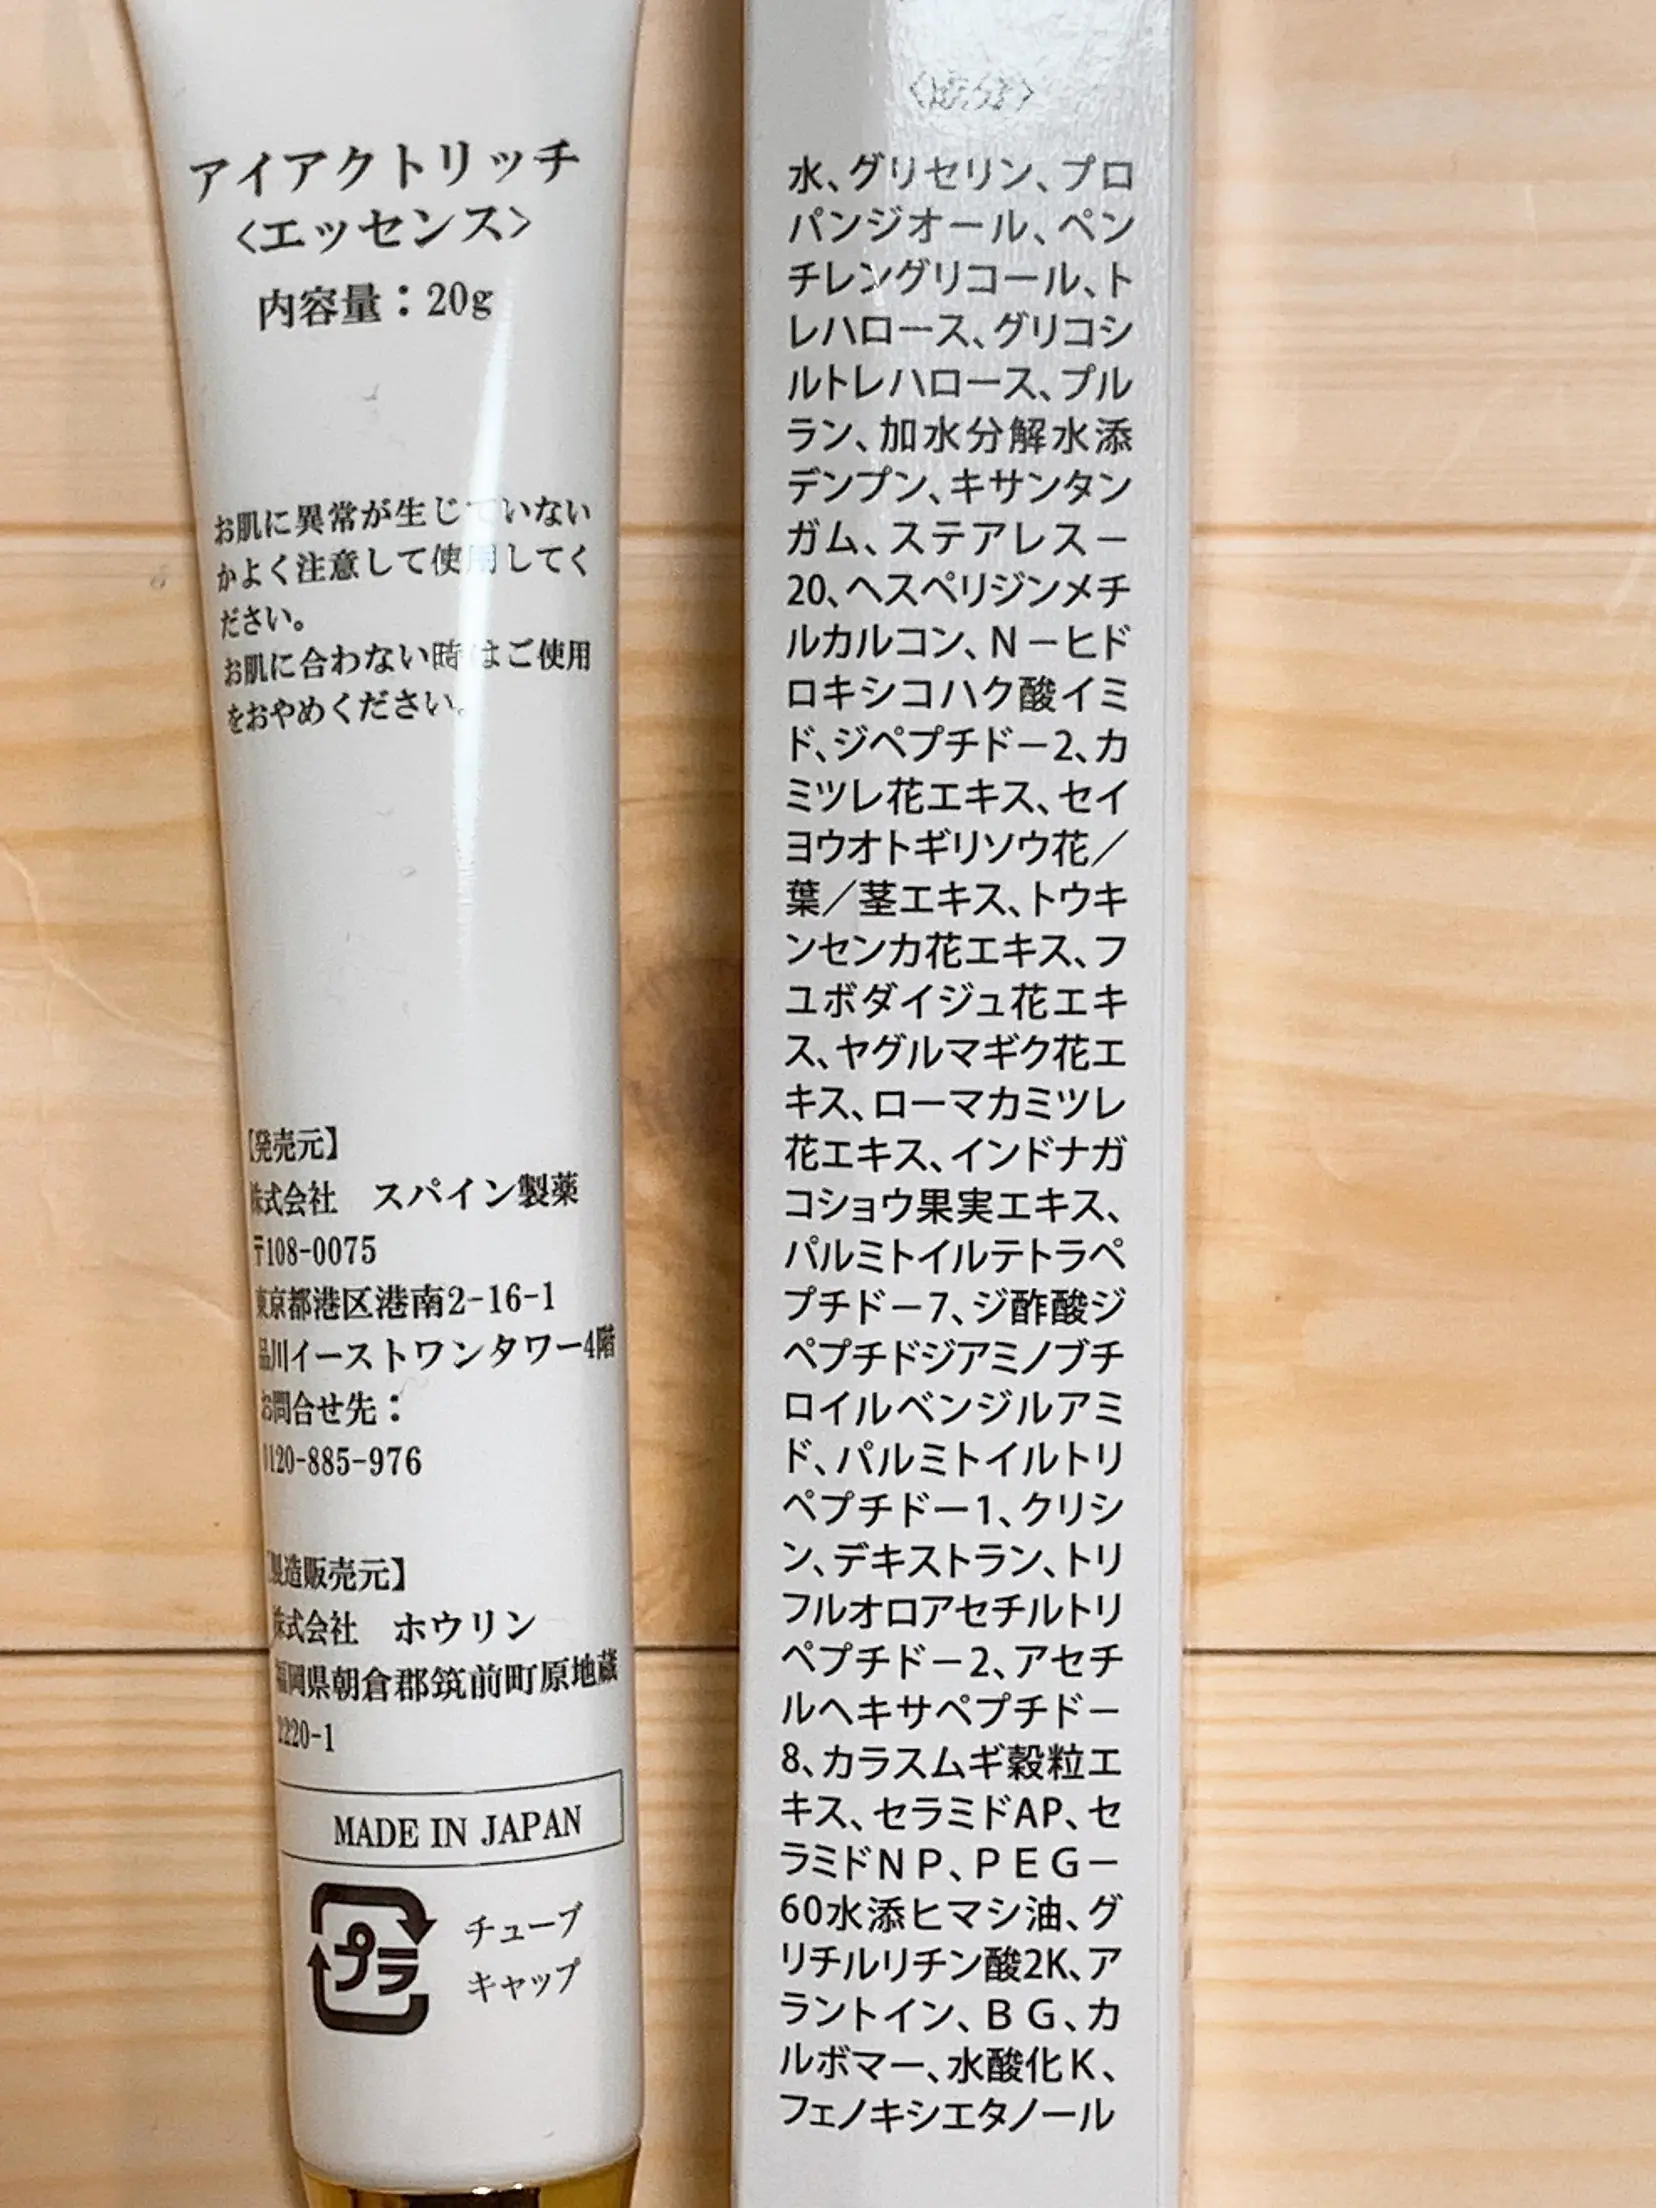 アイアクトリッチ
〈エッセンス〉
内容量：20g
お肌に異常が生じていない
かよく注意して使用してく
ださい。
お肌に合わない時はご使用
をおやめください。
【発売元】
株式会社　スパイン製薬
〒108-0075
東京都港区港南2-16-1
品川イーストワンタワー4階
お問合せ先：
0120-885-976
【製造販売元】
株式会社　ホウリン
福岡県朝倉郡筑前町原地蔵
2220-1
MADE IN JAPAN
プラ
チューブ
キャップ
〈成分〉
水、グリセリン、プロ
パンジオール、ペン
チレングリコール、ト
レハロース、グリコシ
ルトレハロース、プル
ラン、加水分解水添
デンプン、キサンタン
ガム、ステアレスー
20、ヘスペリジンメチ
ルカルコン、N－ヒド
ロキシコハク酸イミ
ド、ジペプチド－2、カ
ミツレ花エキス、セイ
ヨウオトギリソウ花／
葉／茎エキス、トウキ
ンセンカ花エキス、フ
ユボダイジュ花エキ
ス、ヤグルマギク花エ
キス、ローマカミツレ
花エキス、インドナガ
コショウ果実エキス、
パルミトイルテトラペ
プチド－7、ジ酢酸ジ
ペプチドジアミノブチ
ロイルベンジルアミ
ド、パルミトイルトリ
ペプチドー1、クリシ
ン、デキストラン、トリ
フルオロアセチルトリ
ペプチド－2、アセチ
ルヘキサペプチドー
8、カラスムギ穀粒エ
キス、セラミドAP、セ
ラミドNP、PEG－
60水添ヒマシ油、グ
リチルリチン酸2K、ア
ラントイン、BG、カ
ルボマー、水酸化K、
フェノキシエタノール